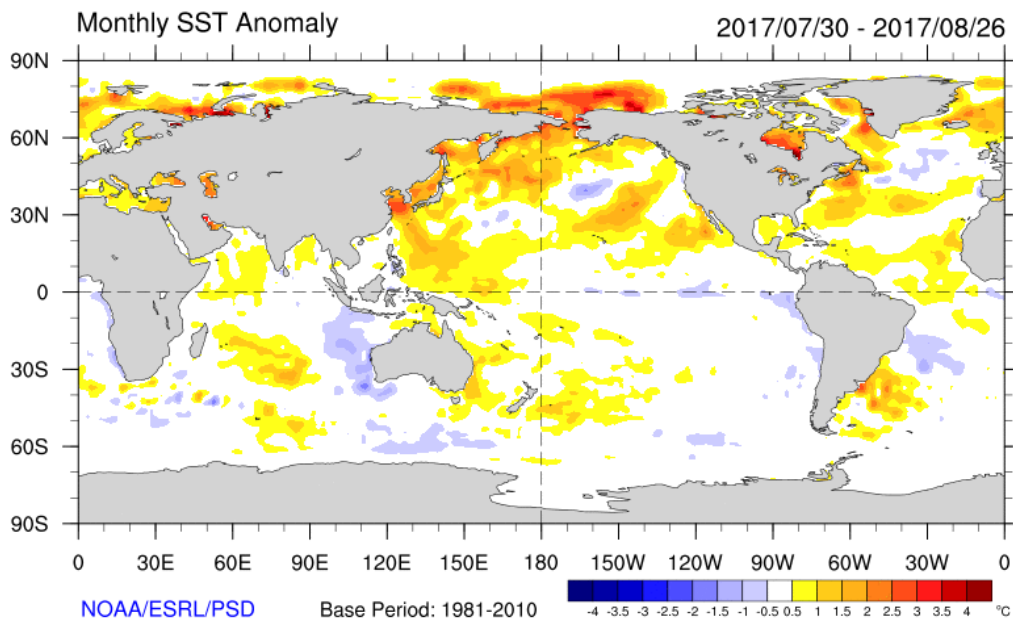 Monthly SST Anomaly 2017/07/30 - 2017/08/26
90N
60N
30N
0
30S
60S
90S
0 30E 60E 90E 120E 150E 180 150W 120W 90W 60W 30W 0
NOAA/ESRL/PSD Base Period: 1981-2010
-4 -3.5 -3 -2.5 -2 -1.5 -1 -0.5 0.5 1 1.5 2 2.5 3 3.5 4 °C